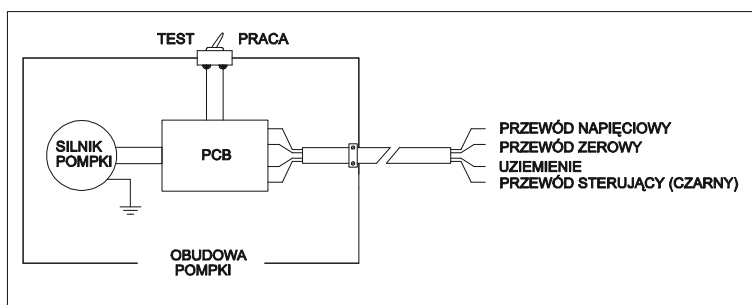 TEST PRACA
SILNIK
POMPKI
PCB
PRZEWÓD NAPIĘCIOWY
PRZEWÓD ZEROWY
UZIEMIENIE
PRZEWÓD STERUJĄCY (CZARNY)
OBUDOWA
POMPKI